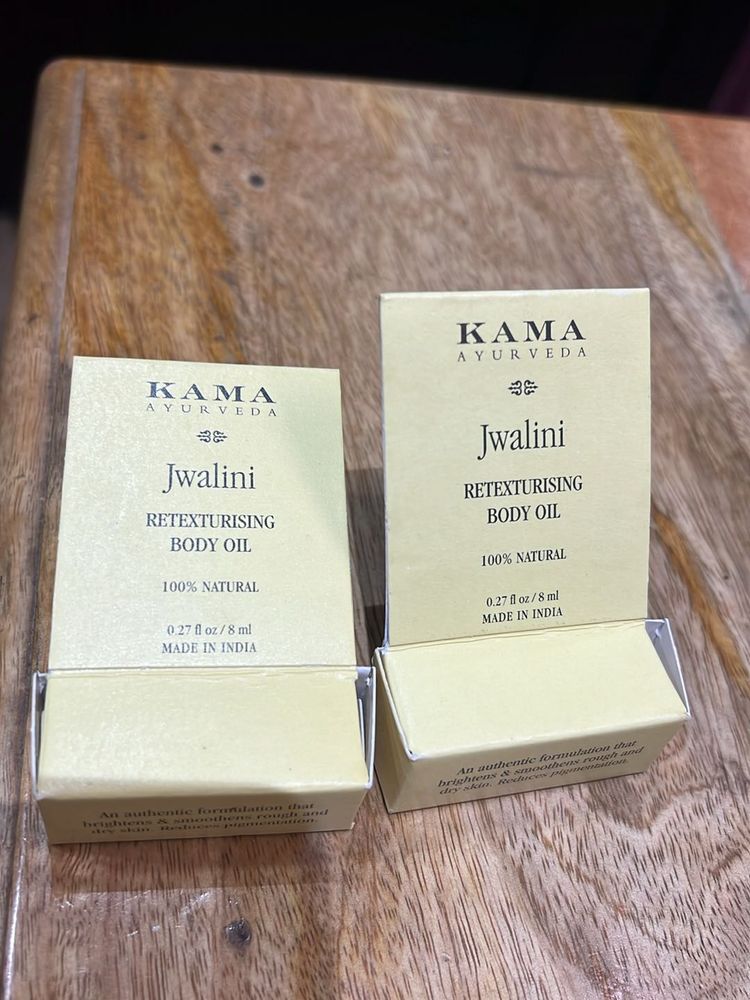 KAMA
AYURVEDA
Jwalini
RETEXTURISING
BODY OIL
100% NATURAL
0.27 fl oz / 8 ml
MADE IN INDIA
An authentic formulation that
brightens & smoothens rough and
dry skin. Reduces pigmentation.
KAMA
AYURVEDA
Jwalini
RETEXTURISING
BODY OIL
100% NATURAL
0.27 fl oz / 8 ml
MADE IN INDIA
An authentic formulation that
brightens & smoothens rough and
dry skin. Reduces pigmentation.